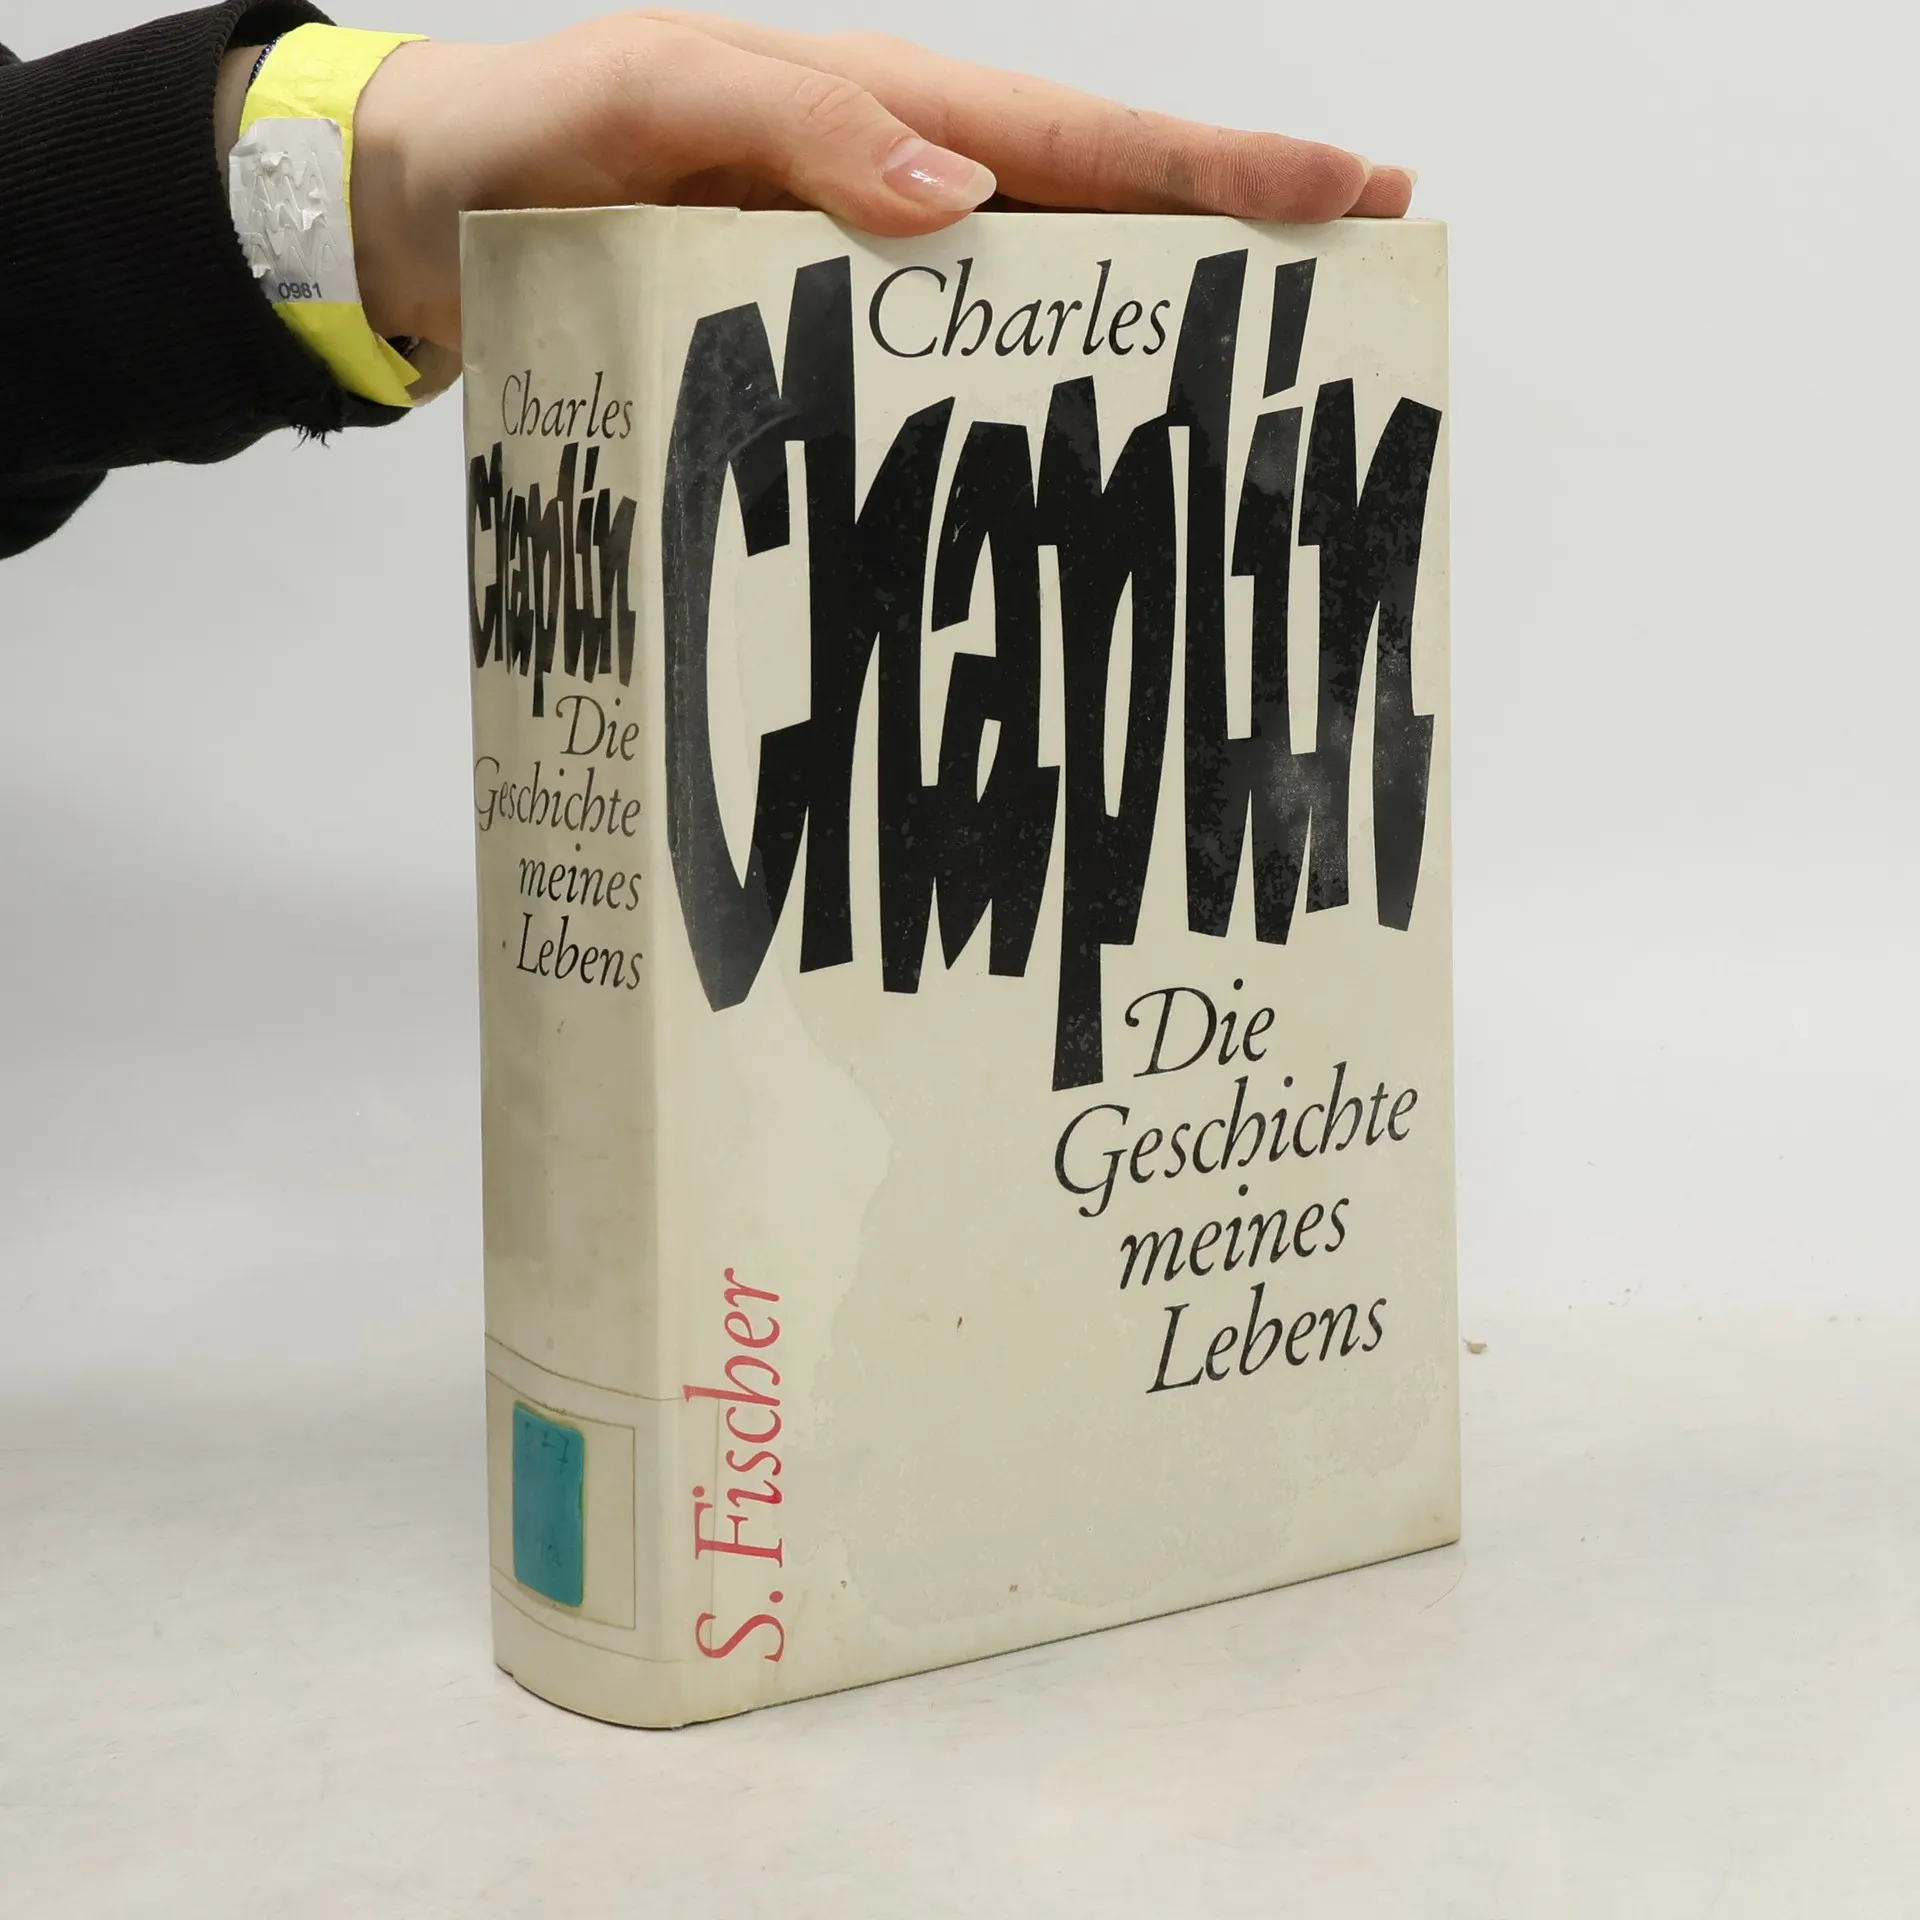 0981
Charles
Chaplin
Die
Geschichte
meines
Lebens
Charles
Chaplin
Die
Geschichte
meines
Lebens
S. Fischer